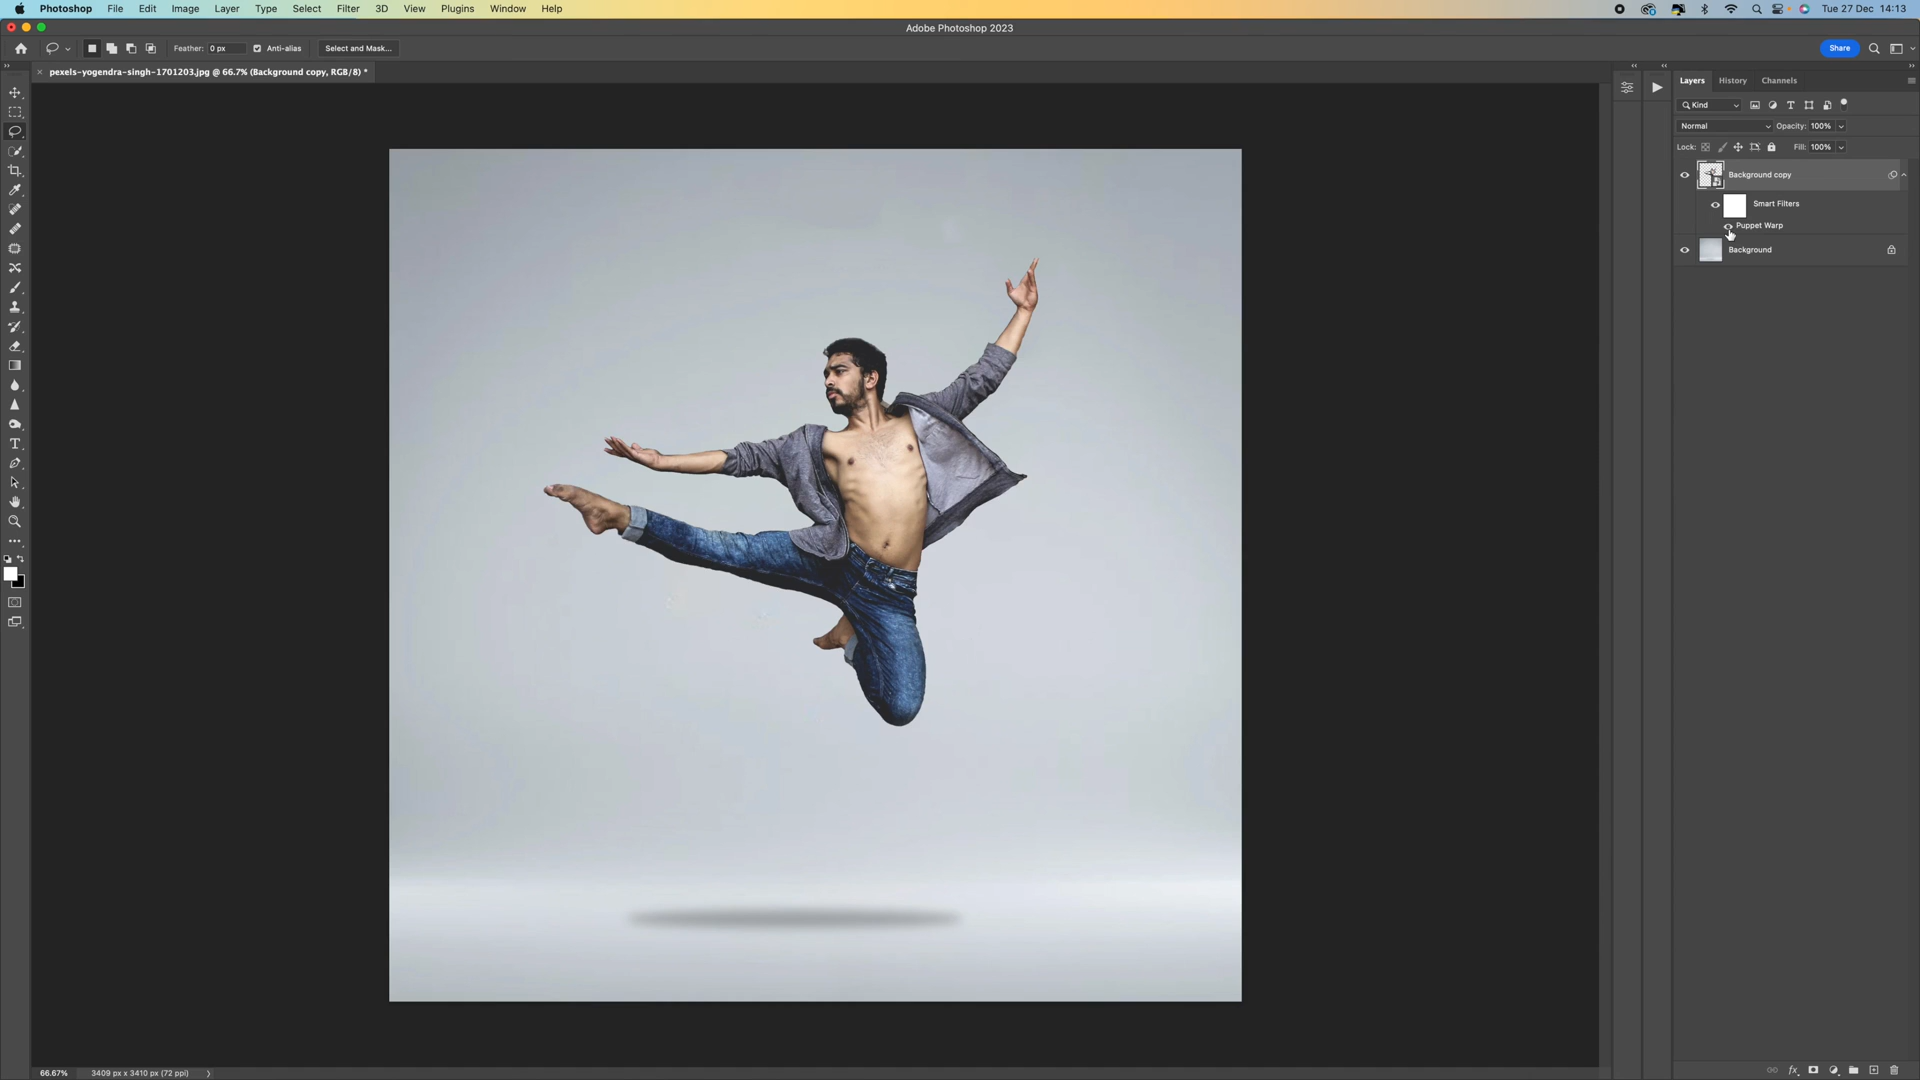 Photoshop File Edit Image Layer Type Select Filter 3D View Plugins Window Help Tue 27 Dec 14:13
Adobe Photoshop 2023
Feather: 0 px Anti-alias Select and Mask... Share
pexels-yogendra-singh-1701203.jpg @ 66.7% (Background copy, RGB/8) *
Layers History Channels
Kind
Normal Opacity: 100%
Lock: Fill: 100%
Background copy
Smart Filters
Puppet Warp
Background
66.67% 3409 px x 3410 px (72 ppi)